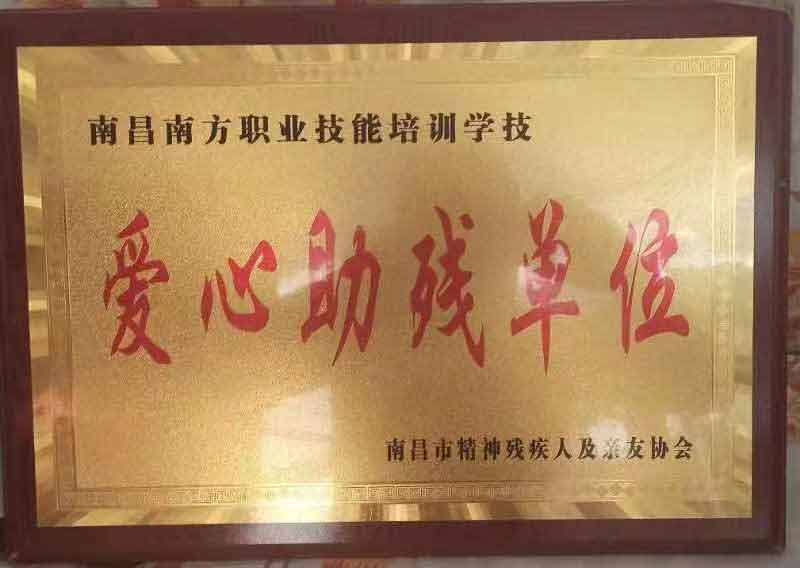 南昌南方职业技能培训学技
爱心助残单位
南昌市精神残疾人及亲友协会